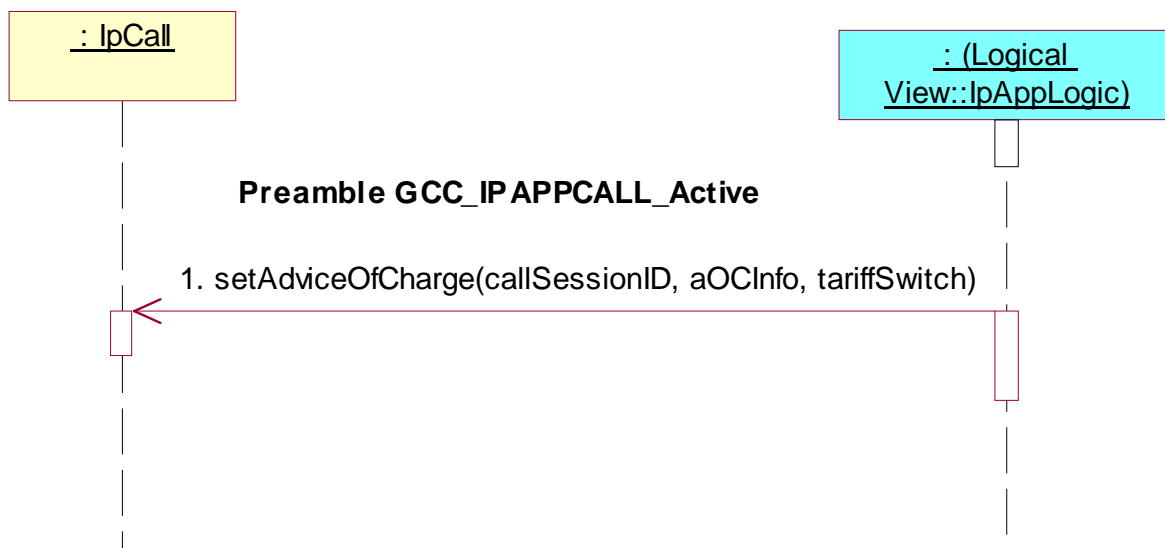 : IpCall
: (Logical
View::IpAppLogic)
Preamble GCC_IPAPPCALL_Active
1. setAdviceOfCharge(callSessionID, aOCInfo, tariffSwitch)